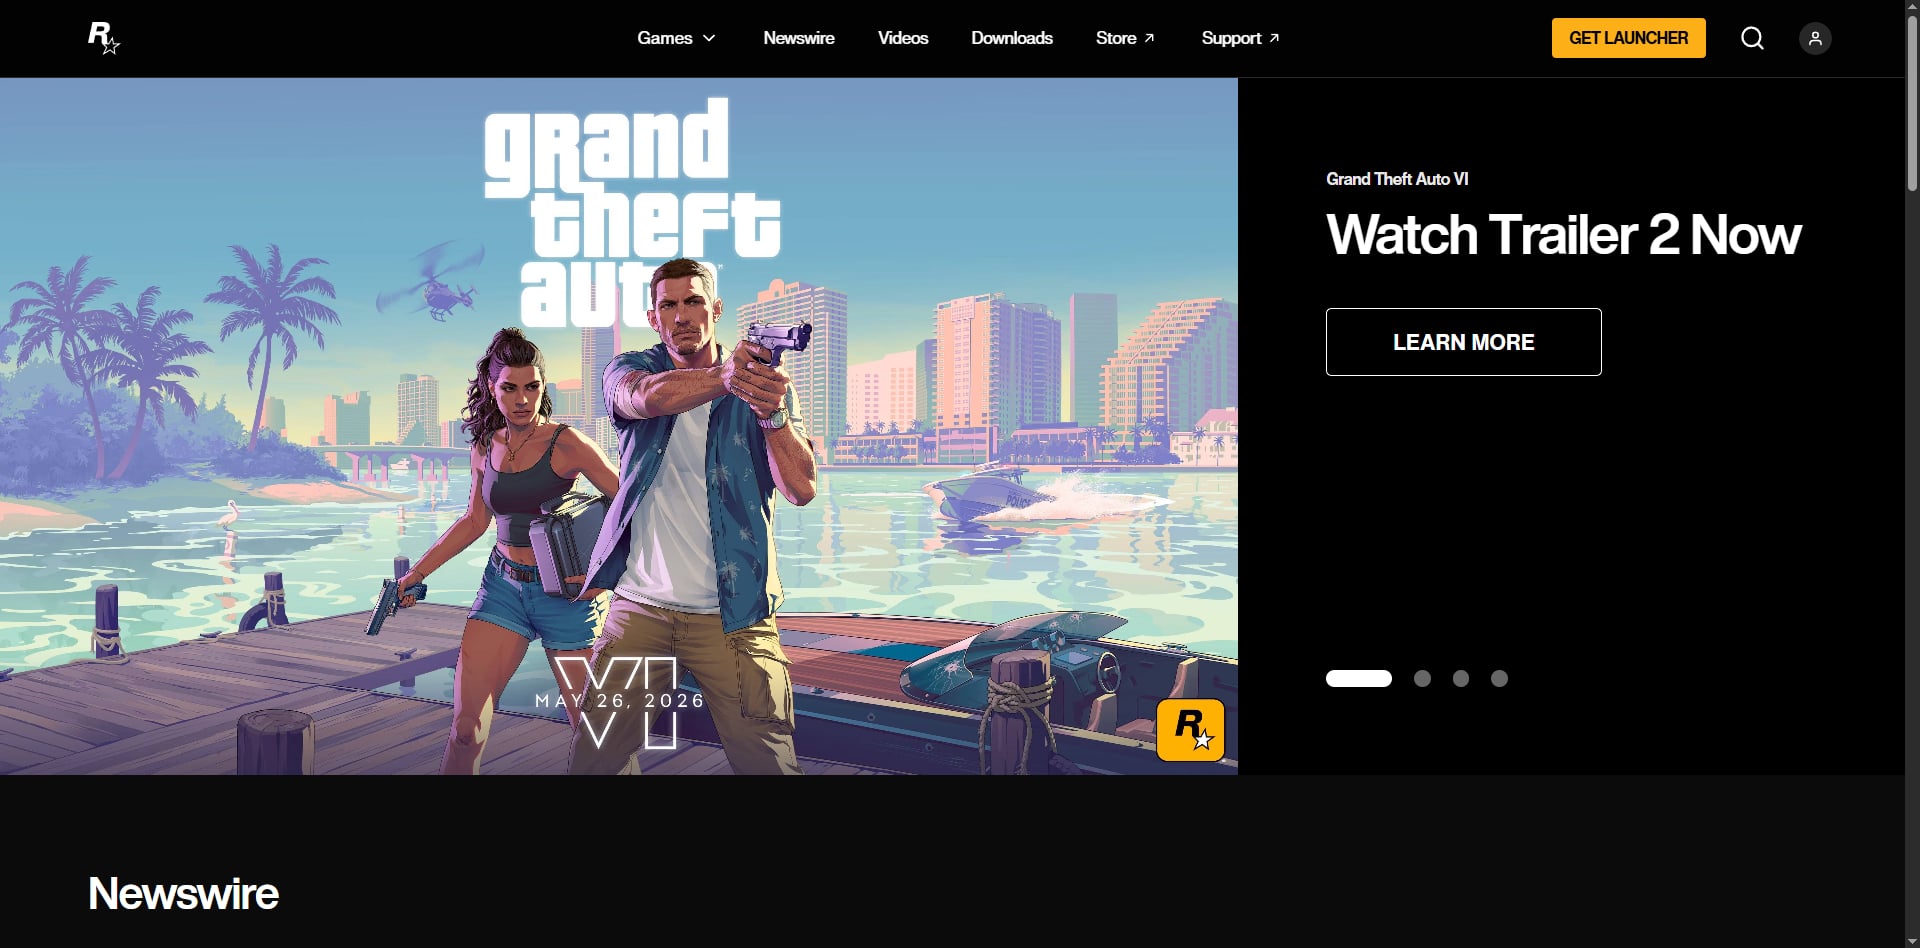 R
Games
Newswire
Videos
Downloads
Store
Support
GET LAUNCHER
grand
theft
auto
VI
MAY 26, 2026
POLICE
R
Grand Theft Auto VI
Watch Trailer 2 Now
LEARN MORE
Newswire